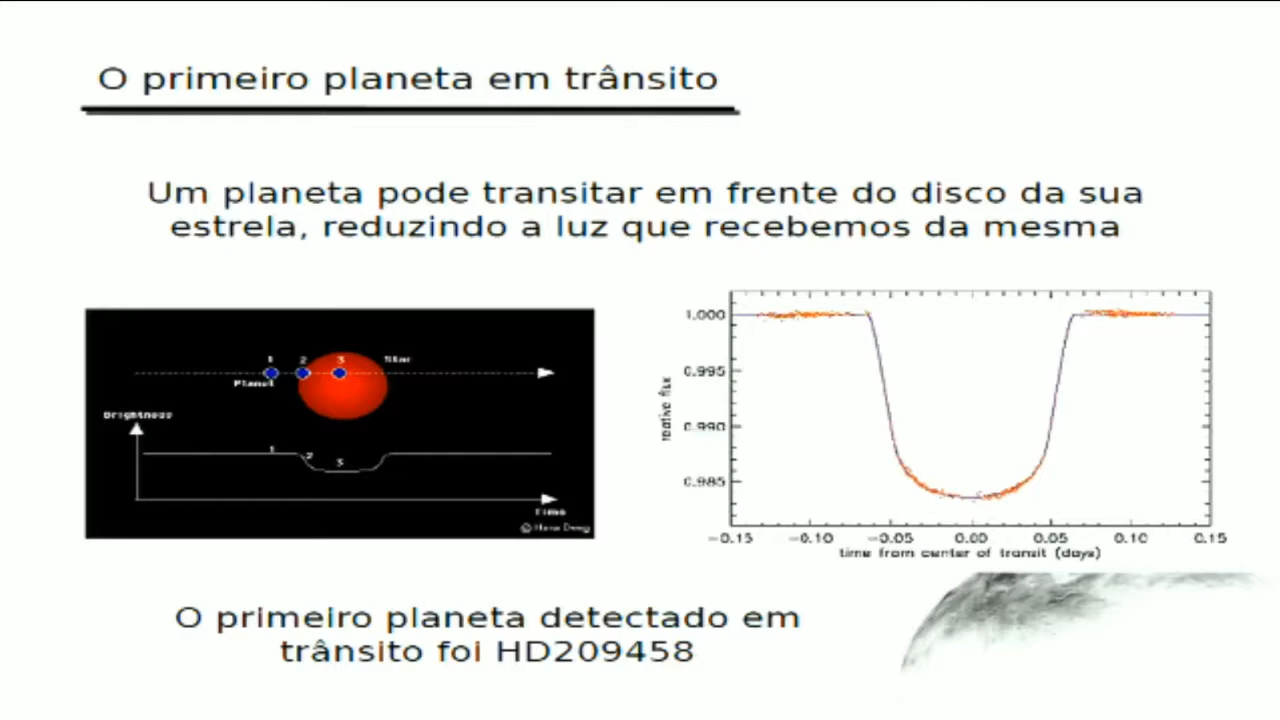 O primeiro planeta em trânsito
Um planeta pode transitar em frente do disco da sua
estrela, reduzindo a luz que recebemos da mesma
1 2 3 Star
Planet
Brightness
1 2 3
Time
© Hans Deeg
1.000
0.995
0.990
0.985
relative flux
-0.15 -0.10 -0.05 0.00 0.05 0.10 0.15
time from center of transit (days)
O primeiro planeta detectado em
trânsito foi HD209458